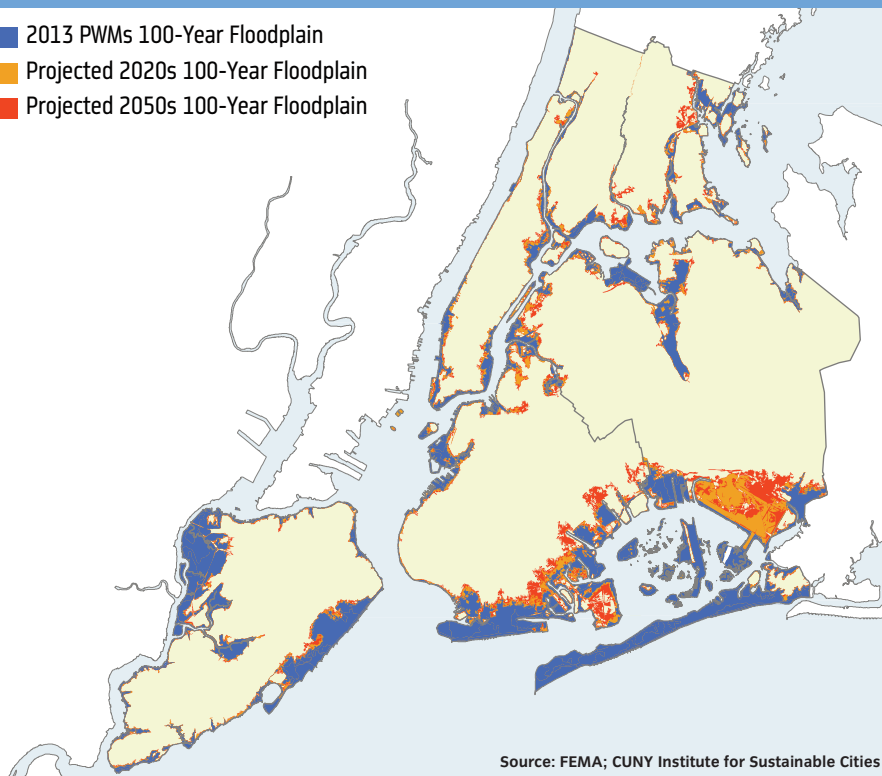 2013 PWMs 100-Year Floodplain
Projected 2020s 100-Year Floodplain
Projected 2050s 100-Year Floodplain
Source: FEMA; CUNY Institute for Sustainable Cities